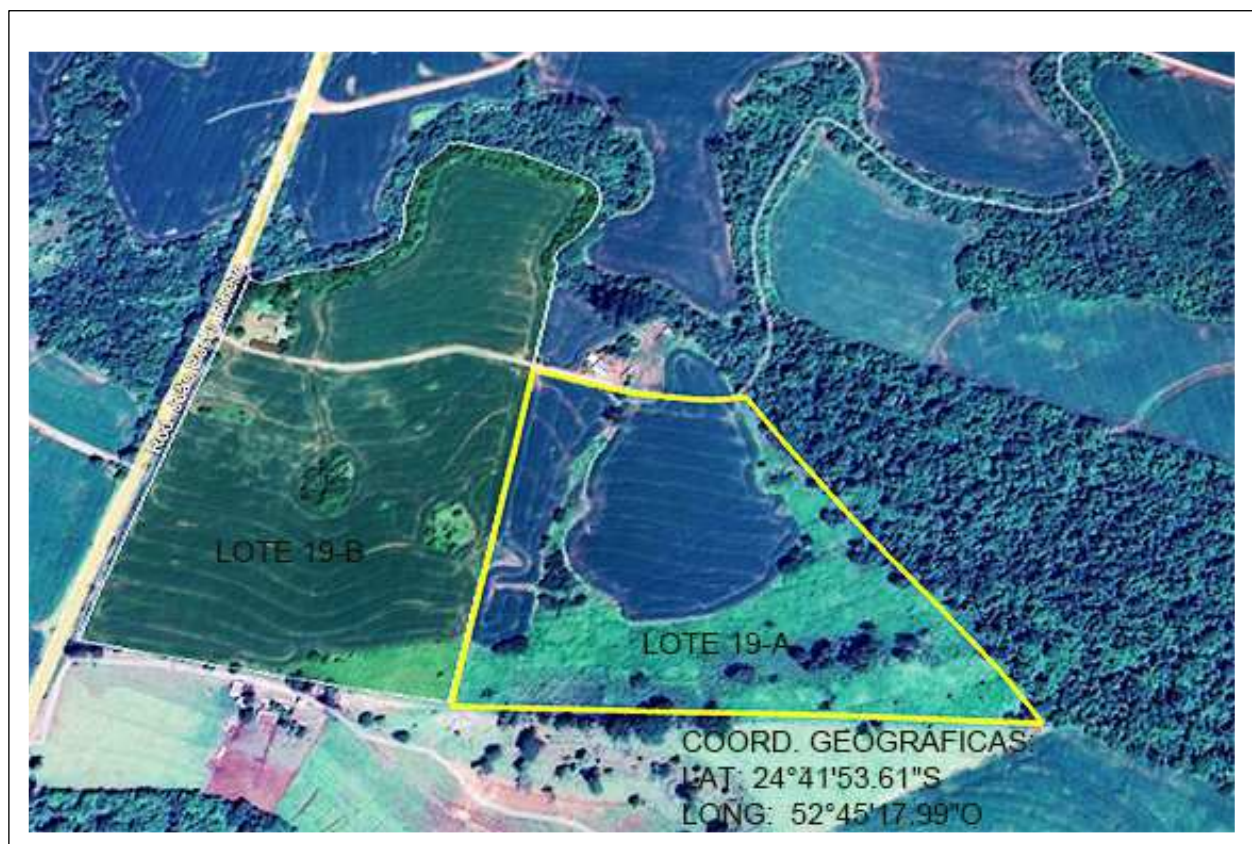 LOTE 19-B
LOTE 19-A
COORD. GEOGRÁFICAS:
LAT: 24°41'53.61"S
LONG: 52°45'17.99"O